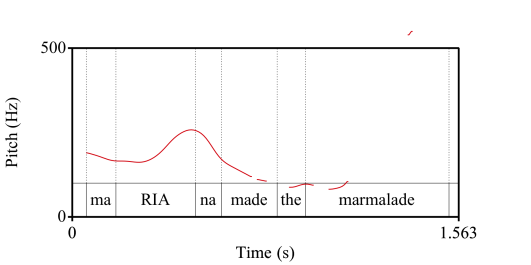 500
Pitch (Hz)
ma RIA na made the marmalade
0
0 1.563
Time (s)